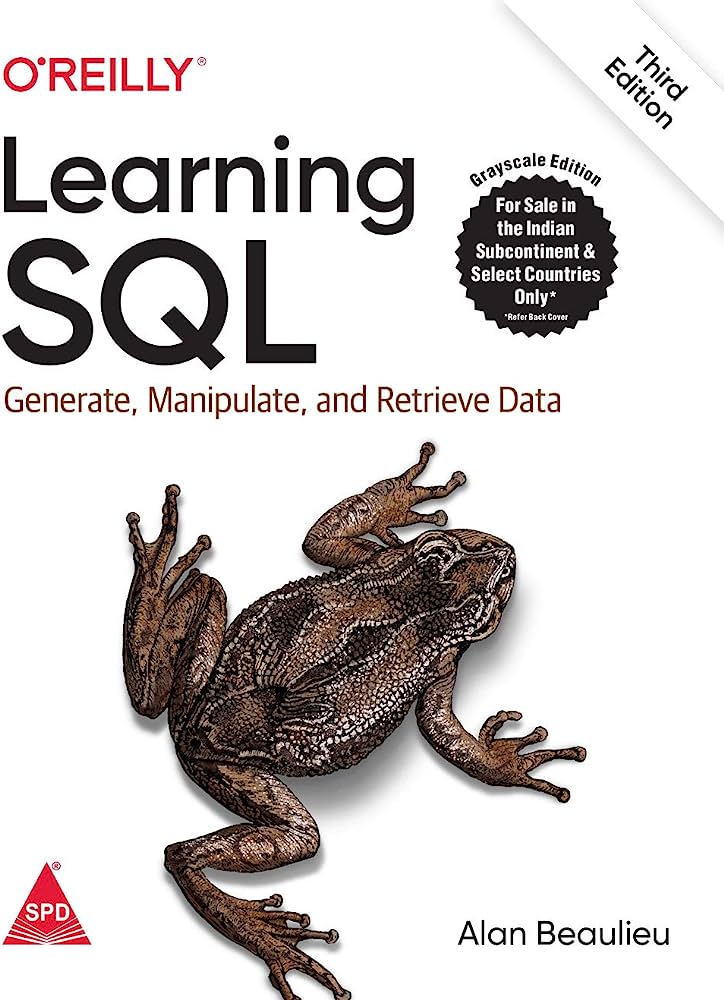 O'REILLY®
Third
Edition
Learning
SQL
Grayscale Edition
For Sale in
the Indian
Subcontinent &
Select Countries
Only*
*Refer Back Cover
Generate, Manipulate, and Retrieve Data
®
SPD
Alan Beaulieu